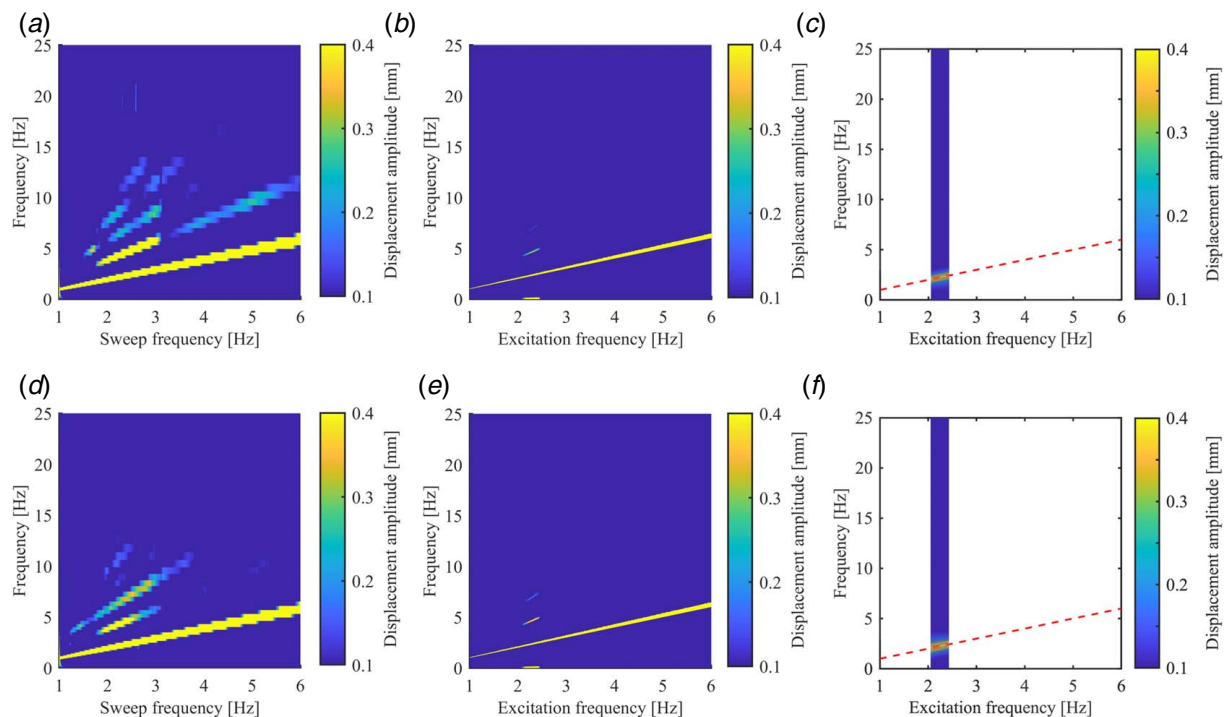 (a)
25
20
15
10
5
0
1 2 3 4 5 6
Frequency [Hz]
Sweep frequency [Hz]
0.4
0.3
0.2
0.1
Displacement amplitude [mm]
(b)
25
20
15
10
5
0
1 2 3 4 5 6
Frequency [Hz]
Excitation frequency [Hz]
0.4
0.3
0.2
0.1
Displacement amplitude [mm]
(c)
25
20
15
10
5
0
1 2 3 4 5 6
Frequency [Hz]
Excitation frequency [Hz]
0.4
0.3
0.2
0.1
Displacement amplitude [mm]
(d)
25
20
15
10
5
0
1 2 3 4 5 6
Frequency [Hz]
Sweep frequency [Hz]
0.4
0.3
0.2
0.1
Displacement amplitude [mm]
(e)
25
20
15
10
5
0
1 2 3 4 5 6
Frequency [Hz]
Excitation frequency [Hz]
0.4
0.3
0.2
0.1
Displacement amplitude [mm]
(f)
25
20
15
10
5
0
1 2 3 4 5 6
Frequency [Hz]
Excitation frequency [Hz]
0.4
0.3
0.2
0.1
Displacement amplitude [mm]